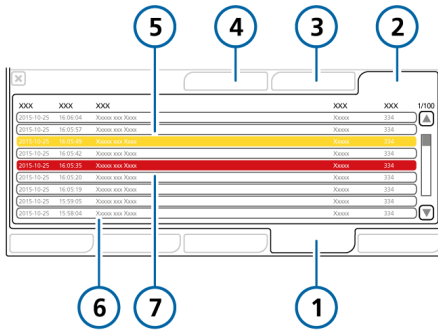 5 4 3 2
XXX XXX XXX XXX XXX 1/100
2015-10-25 16:06:04 Xxxxx xxx Xxxx Xxxxx 334
2015-10-25 16:05:57 Xxxxx xxx Xxxx Xxxxx 334
2015-10-25 16:05:49 Xxxxx xxx Xxxx Xxxxx 334
2015-10-25 16:05:42 Xxxxx xxx Xxxx Xxxxx 334
2015-10-25 16:05:35 Xxxxx xxx Xxxx Xxxxx 334
2015-10-25 16:05:20 Xxxxx xxx Xxxx Xxxxx 334
2015-10-25 16:05:19 Xxxxx xxx Xxxx Xxxxx 334
2015-10-25 15:59:05 Xxxxx xxx Xxxx Xxxxx 334
2015-10-25 15:58:04 Xxxxx xxx Xxxx Xxxxx 334
6 7 1